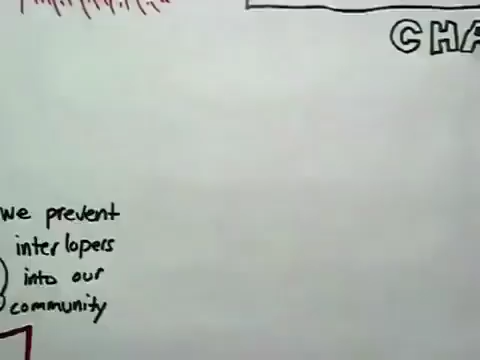 CHA
we prevent
interlopers
into our
community